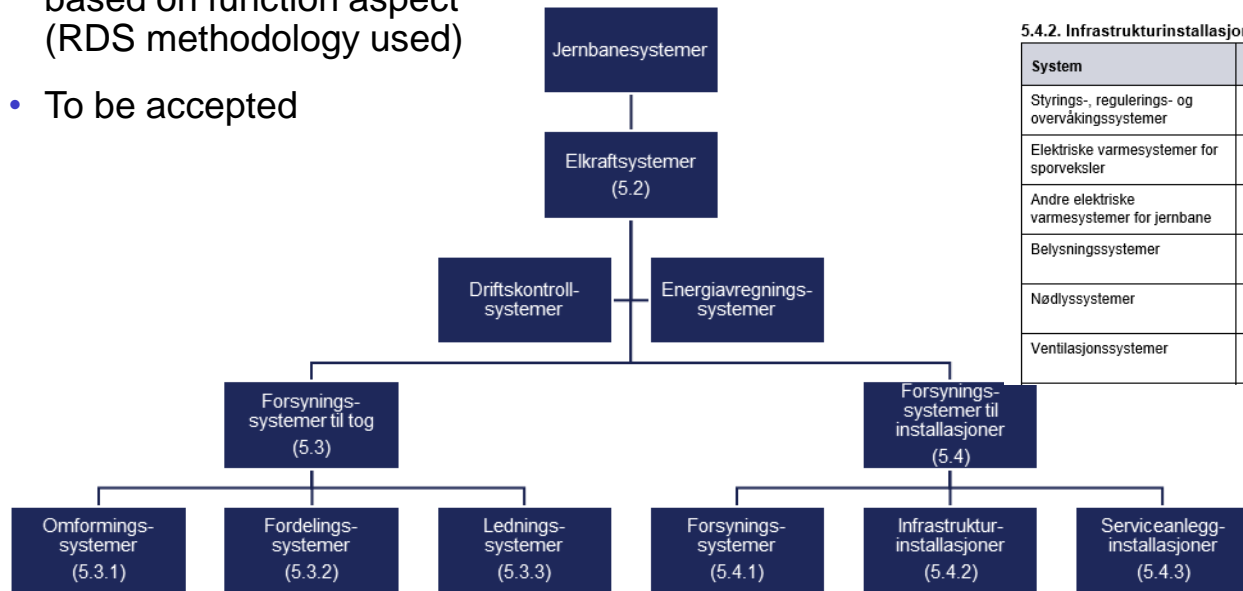 based on function aspect
(RDS methodology used)
• To be accepted
Jernbanesystemer
Elkraftsystemer
(5.2)
Driftskontroll-
systemer
Energiavregnings-
systemer
Forsynings-
systemer til tog
(5.3)
Forsynings-
systemer til
installasjoner
(5.4)
Omformings-
systemer
(5.3.1)
Fordelings-
systemer
(5.3.2)
Lednings-
systemer
(5.3.3)
Forsynings-
systemer
(5.4.1)
Infrastruktur-
installasjoner
(5.4.2)
Serviceanlegg-
installasjoner
(5.4.3)
5.4.2. Infrastrukturinstallasjo
System
Styrings-, regulerings- og
overvåkingssystemer
Elektriske varmesystemer for
sporveksler
Andre elektriske
varmesystemer for jernbane
Belysningssystemer
Nødlyssystemer
Ventilasjonssystemer